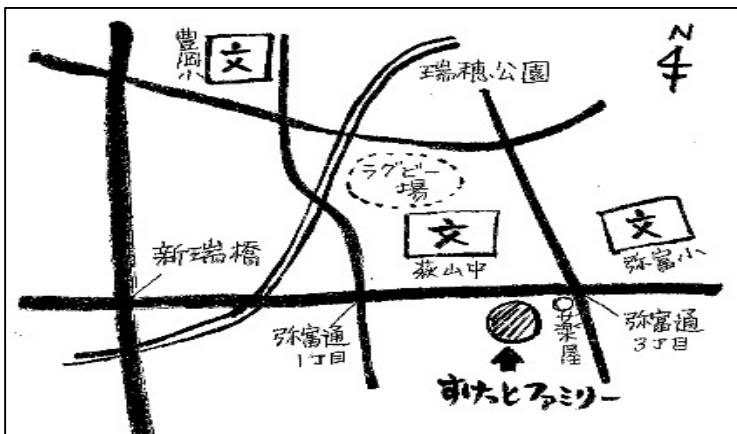 豊岡小
文
瑞穂公園
N
ラグビー
場
文
萩山中
文
弥富小
新瑞橋
弥富通
1丁目
安楽屋
弥富通
3丁目
すけっとファミリー